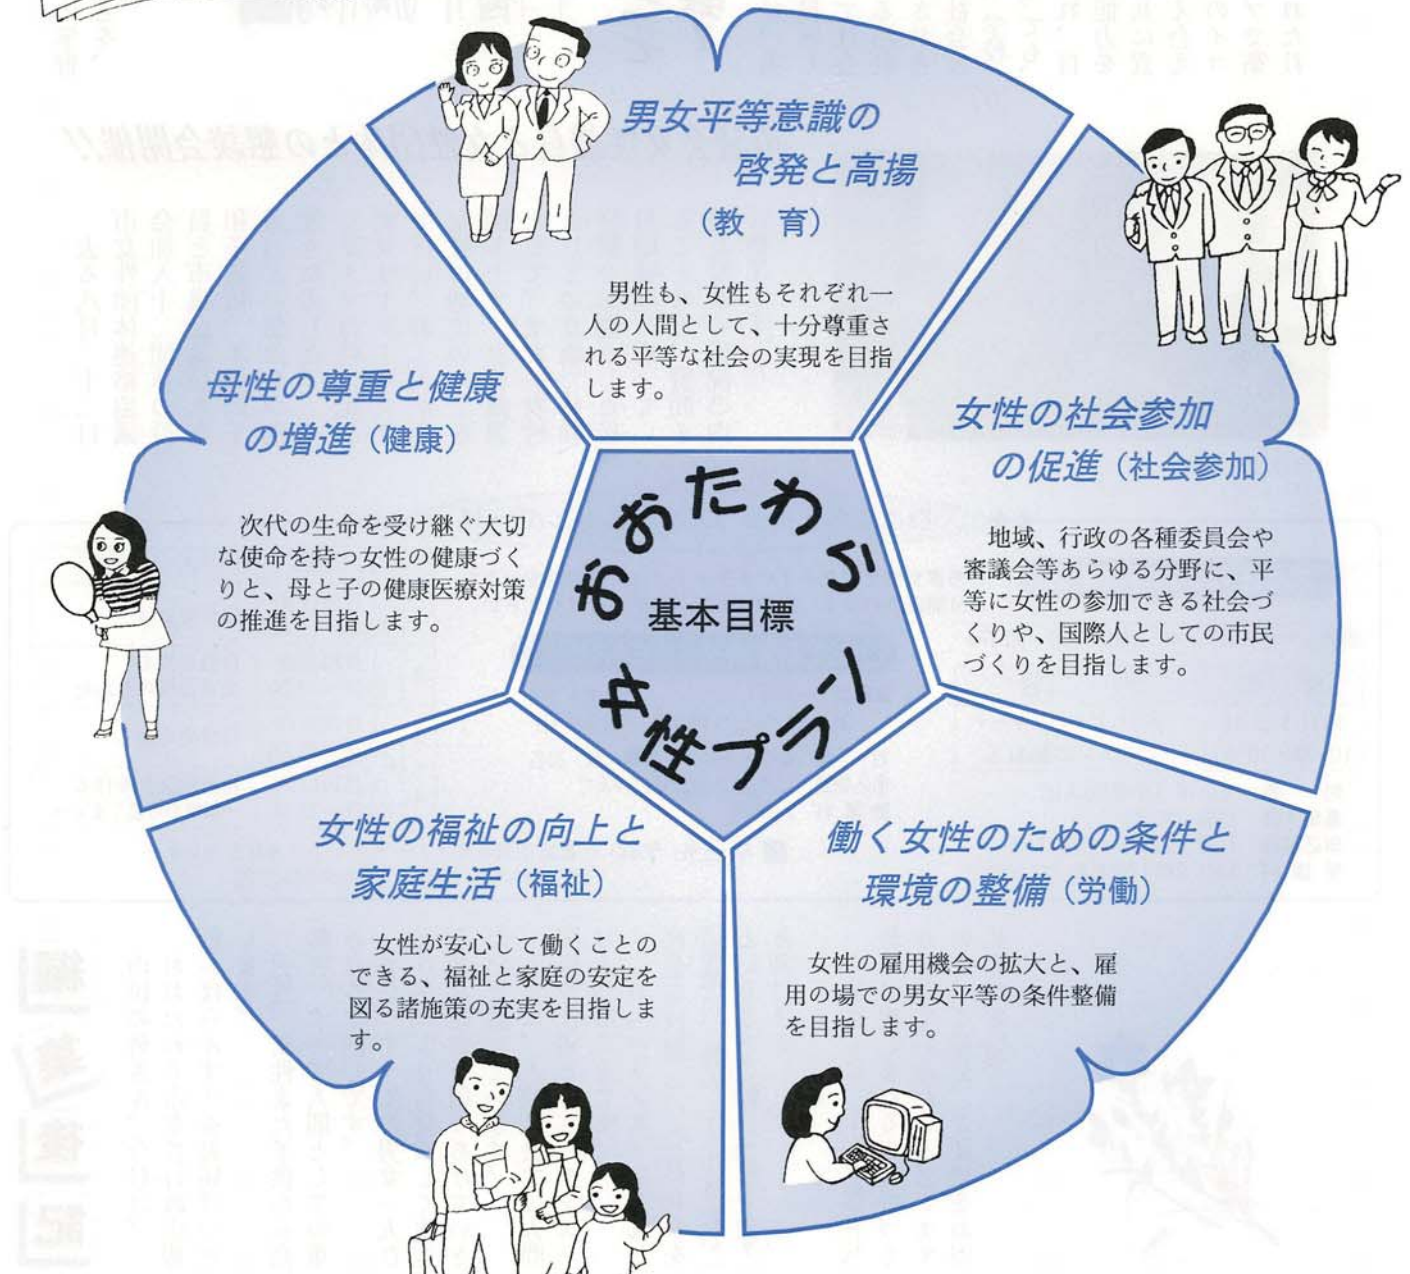 男女平等意識の
啓発と高揚
（教　育）
男性も、女性もそれぞれ一
人の人間として、十分尊重さ
れる平等な社会の実現を目指
します。
女性の社会参加
の促進（社会参加）
地域、行政の各種委員会や
審議会等あらゆる分野に、平
等に女性の参加できる社会づ
くりや、国際人としての市民
づくりを目指します。
母性の尊重と健康
の増進（健康）
次代の生命を受け継ぐ大切
な使命を持つ女性の健康づく
りと、母と子の健康医療対策
の推進を目指します。
おおたわら
基本目標
女性プラン
女性の福祉の向上と
家庭生活（福祉）
女性が安心して働くことの
できる、福祉と家庭の安定を
図る諸施策の充実を目指しま
す。
働く女性のための条件と
環境の整備（労働）
女性の雇用機会の拡大と、雇
用の場での男女平等の条件整備
を目指します。